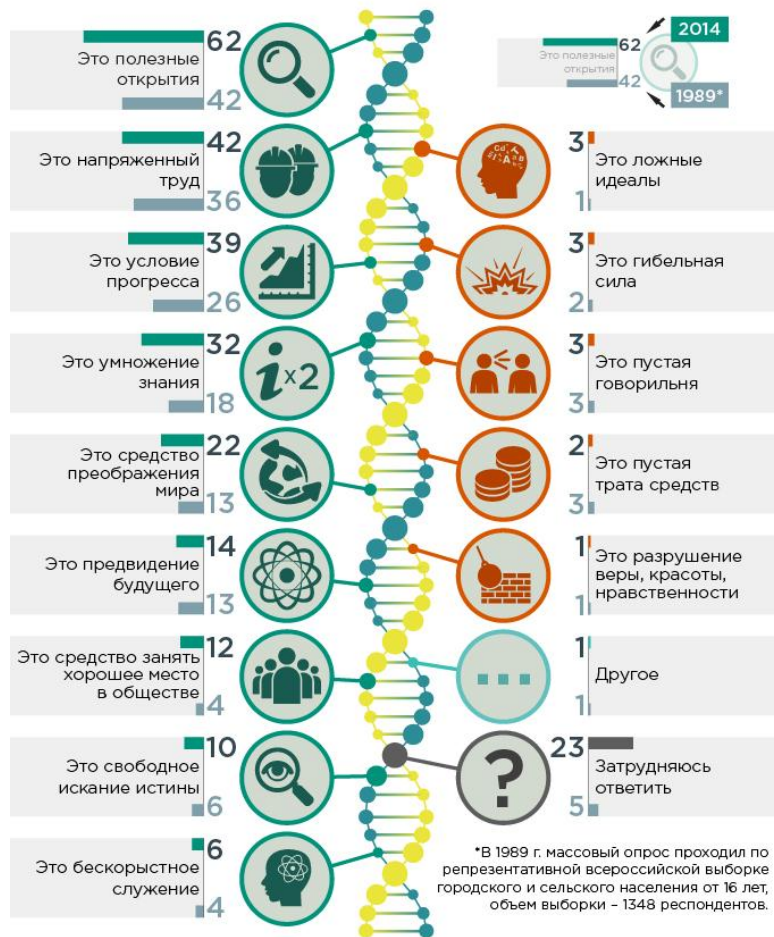 62
Это полезные
открытия
42
2014
62
Это полезные
открытия
42
1989*
42
Это напряженный
труд
36
3
Это ложные
идеалы
1
39
Это условие
прогресса
26
3
Это гибельная
сила
2
32
Это умножение
знания
18
i x2
3
Это пустая
говорильня
3
22
Это средство
преображения
мира
13
2
Это пустая
трата средств
3
14
Это предвидение
будущего
13
1
Это разрушение
веры, красоты,
нравственности
1
12
Это средство занять
хорошее место
в обществе
4
...
1
Другое
1
10
Это свободное
искание истины
6
?
23
Затрудняюсь
ответить
5
6
Это бескорыстное
служение
4
*В 1989 г. массовый опрос проходил по
репрезентативной всероссийской выборке
городского и сельского населения от 16 лет,
объем выборки – 1348 респондентов.